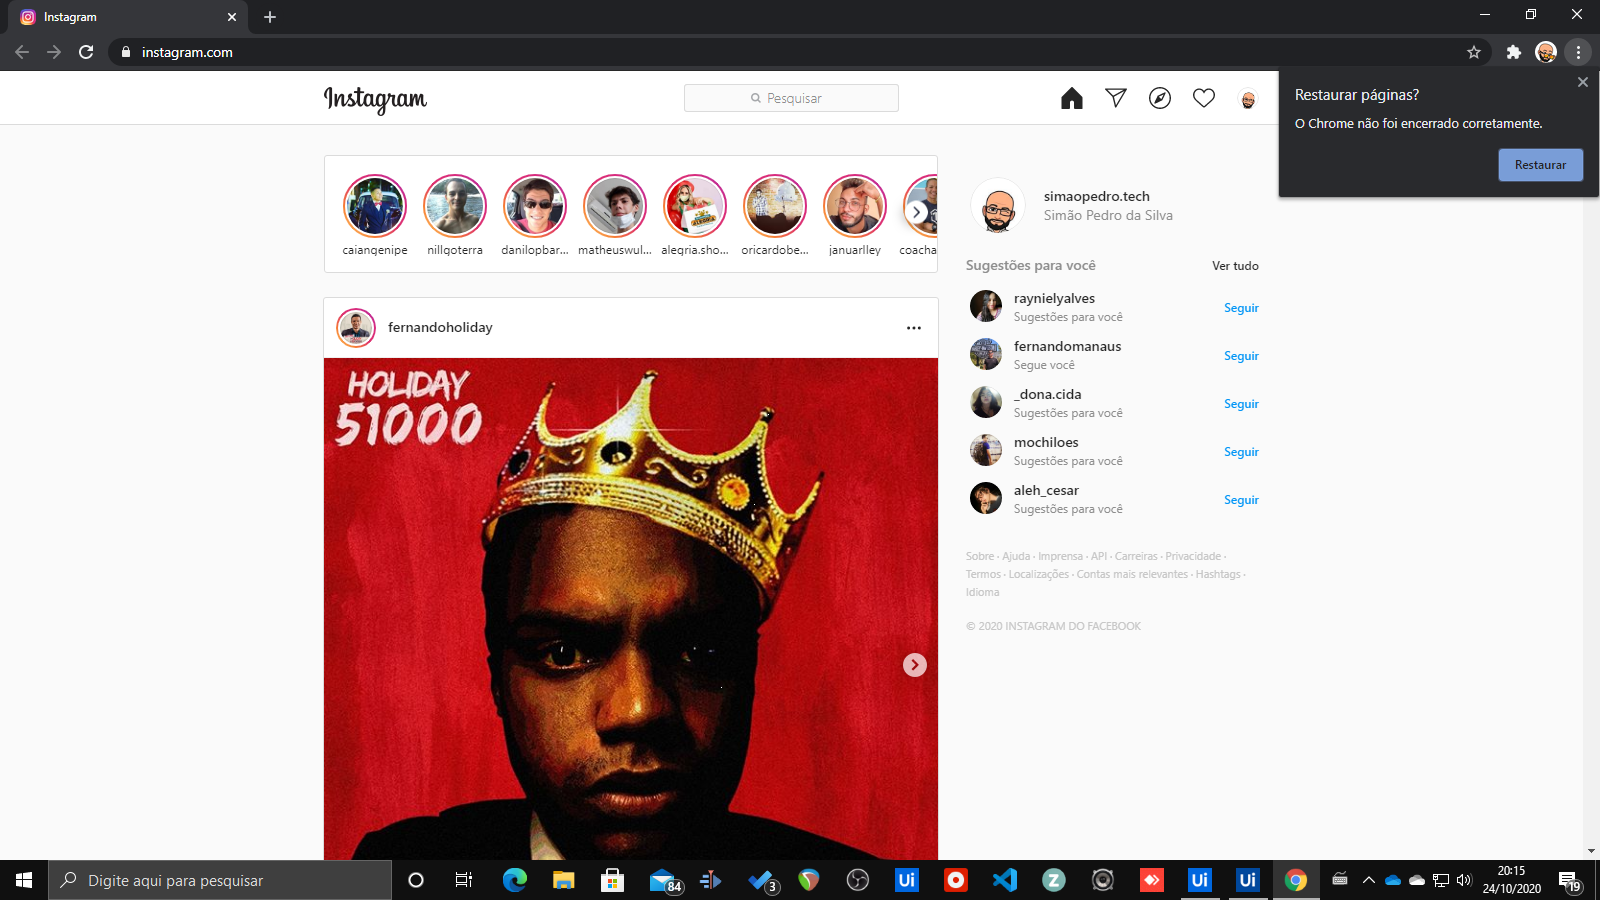 Instagram
instagram.com
Restaurar páginas?
O Chrome não foi encerrado corretamente.
Restaurar
Instagram
Pesquisar
caiangenipe
nillgoterra
danilopbar...
matheuswul...
alegria.sho...
oricardobe...
januarlley
coacha
simaopedro.tech
Simão Pedro da Silva
Sugestões para você
Ver tudo
raynielyalves
Sugestões para você
Seguir
fernandomanaus
Segue você
Seguir
_dona.cida
Sugestões para você
Seguir
mochiloes
Sugestões para você
Seguir
aleh_cesar
Sugestões para você
Seguir
Sobre · Ajuda · Imprensa · API · Carreiras · Privacidade ·
Termos · Localizações · Contas mais relevantes · Hashtags ·
Idioma
© 2020 INSTAGRAM DO FACEBOOK
fernandoholiday
HOLIDAY
51000
Digite aqui para pesquisar
84
3
Ui
Z
Ui
Ui
20:15
24/10/2020
19